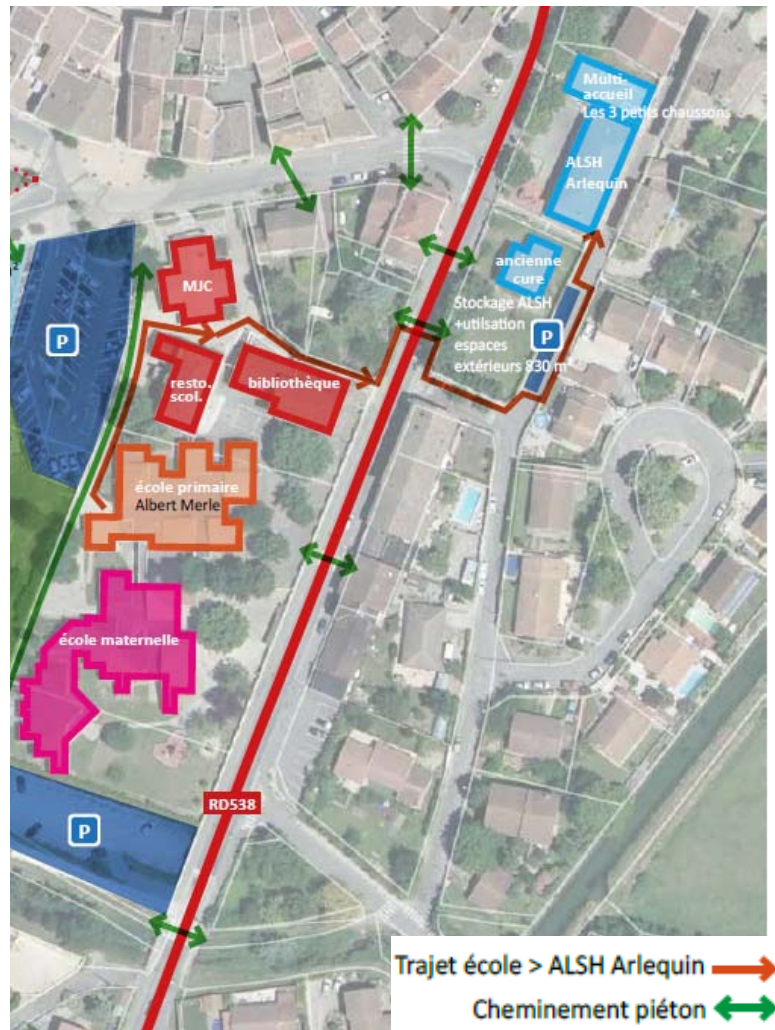 Multi-
accueil
Les 3 petits chaussons
ALSH
Arlequin
ancienne
cure
MJC
Stockage ALSH
+utilsation
espaces
extérieurs 830 m
P
P
resto.
scol.
bibliothèque
école primaire
Albert Merle
école maternelle
RD538
P
Trajet école > ALSH Arlequin
Cheminement piéton